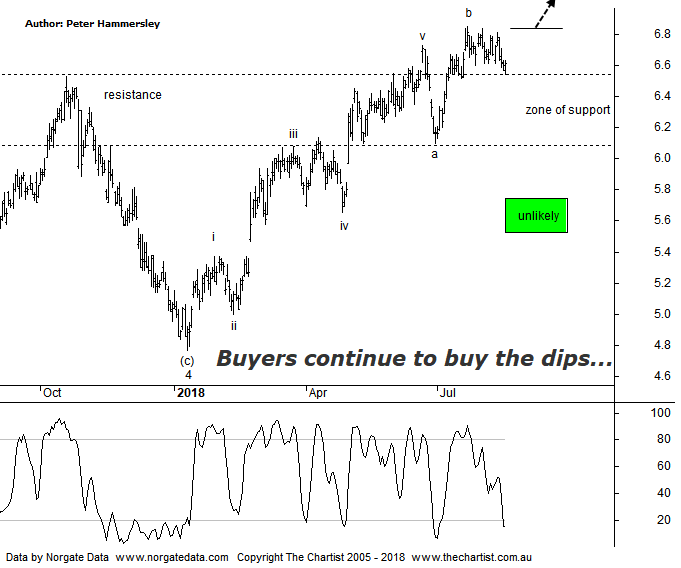 b
Author: Peter Hammersley
v
6.8
6.6
resistance
6.4
zone of support
iii
6.2
a
6.0
5.8
iv
unlikely
5.6
i
5.4
5.2
ii
5.0
4.8
(c)
4
Buyers continue to buy the dips...
4.6
Oct
2018
Apr
Jul
100
80
60
40
20
Data by Norgate Data www.norgatedata.com Copyright The Chartist 2005 - 2018 www.thechartist.com.au